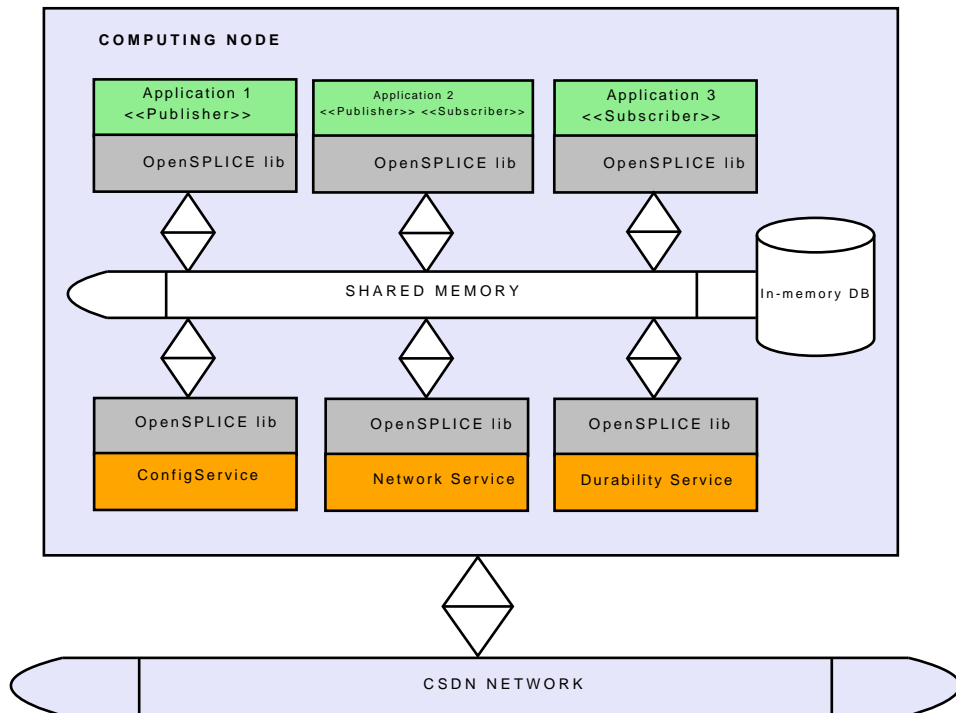 COMPUTING NODE
Application 1
<<Publisher>>
Application 2
<<Publisher>> <<Subscriber>>
Application 3
<<Subscriber>>
OpenSPLICE lib
OpenSPLICE lib
OpenSPLICE lib
SHARED MEMORY
In-memory DB
OpenSPLICE lib
OpenSPLICE lib
OpenSPLICE lib
ConfigService
Network Service
Durability Service
CSDN NETWORK